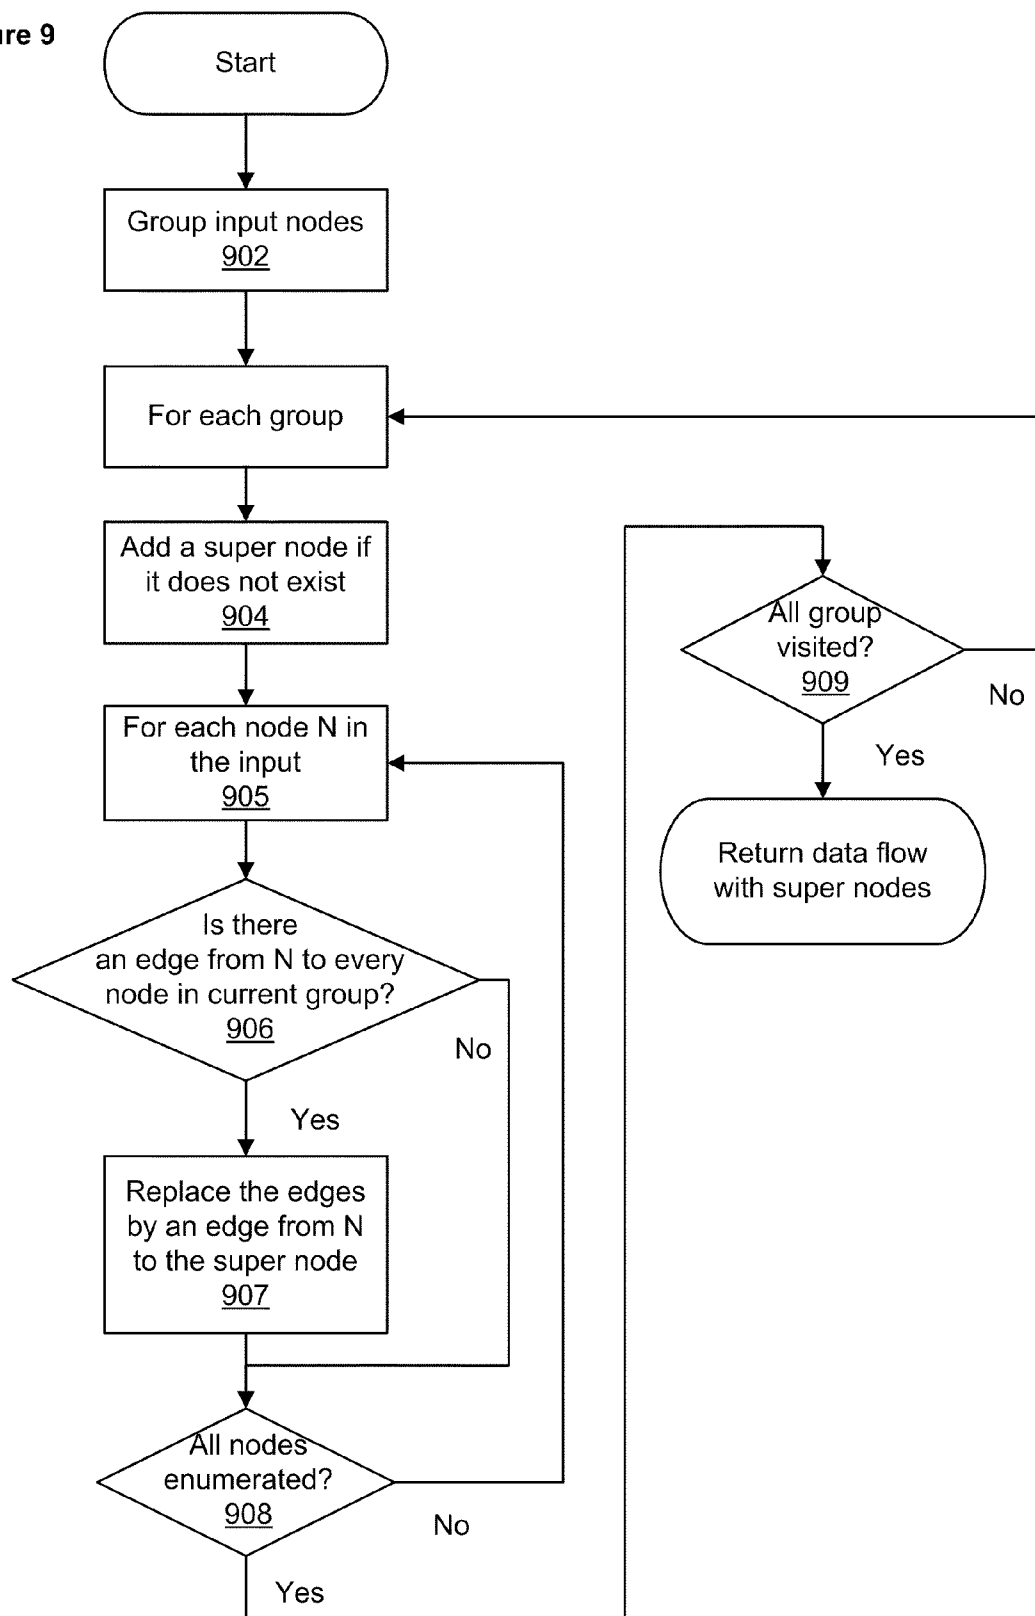 ure 9
Start
Group input nodes
902
For each group
Add a super node if
it does not exist
904
For each node N in
the input
905
Is there
an edge from N to every
node in current group?
906
No
Yes
Replace the edges
by an edge from N
to the super node
907
All nodes
enumerated?
908
No
Yes
All group
visited?
909
No
Yes
Return data flow
with super nodes